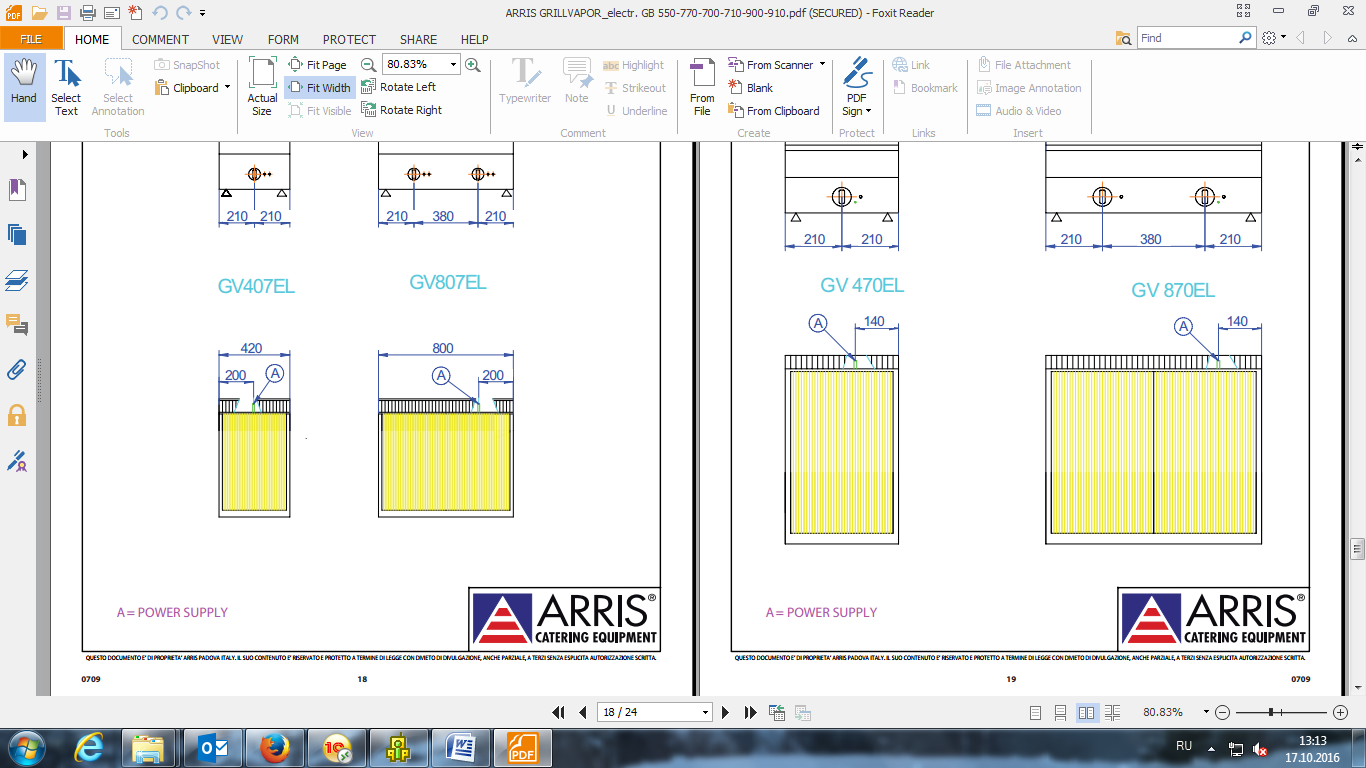 ARRIS GRILLVAPOR_electr. GB 550-770-700-710-900-910.pdf (SECURED) - Foxit Reader
FILE HOME COMMENT VIEW FORM PROTECT SHARE HELP
Find
Hand
Select Text
Select Annotation
SnapShot
Clipboard
Tools
Actual Size
Fit Page
Fit Width
Fit Visible
80.83%
Rotate Left
Rotate Right
View
Typewriter
Note
Highlight
Strikeout
Underline
Comment
From File
From Scanner
Blank
From Clipboard
Create
PDF Sign
Protect
Link
Bookmark
Links
File Attachment
Image Annotation
Audio & Video
Insert
210 210
210 380 210
GV407EL
GV807EL
420
200
A
800
A
200
A = POWER SUPPLY
ARRIS®
CATERING EQUIPMENT
QUESTO DOCUMENTO E' DI PROPRIETA' ARRIS PADOVA ITALY. IL SUO CONTENUTO E' RISERVATO E PROTETTO A TERMINE DI LEGGE CON DIVIETO DI DIVULGAZIONE, ANCHE PARZIALE, A TERZI SENZA ESPLICITA AUTORIZZAZIONE SCRITTA.
0709 18
210 210
210 380 210
GV 470EL
GV 870EL
A
140
A
140
A = POWER SUPPLY
ARRIS®
CATERING EQUIPMENT
QUESTO DOCUMENTO E' DI PROPRIETA' ARRIS PADOVA ITALY. IL SUO CONTENUTO E' RISERVATO E PROTETTO A TERMINE DI LEGGE CON DIVIETO DI DIVULGAZIONE, ANCHE PARZIALE, A TERZI SENZA ESPLICITA AUTORIZZAZIONE SCRITTA.
19 0709
18 / 24
80.83%
RU
13:13
17.10.2016